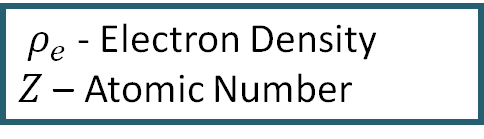 ρₑ - Electron Density
Z – Atomic Number